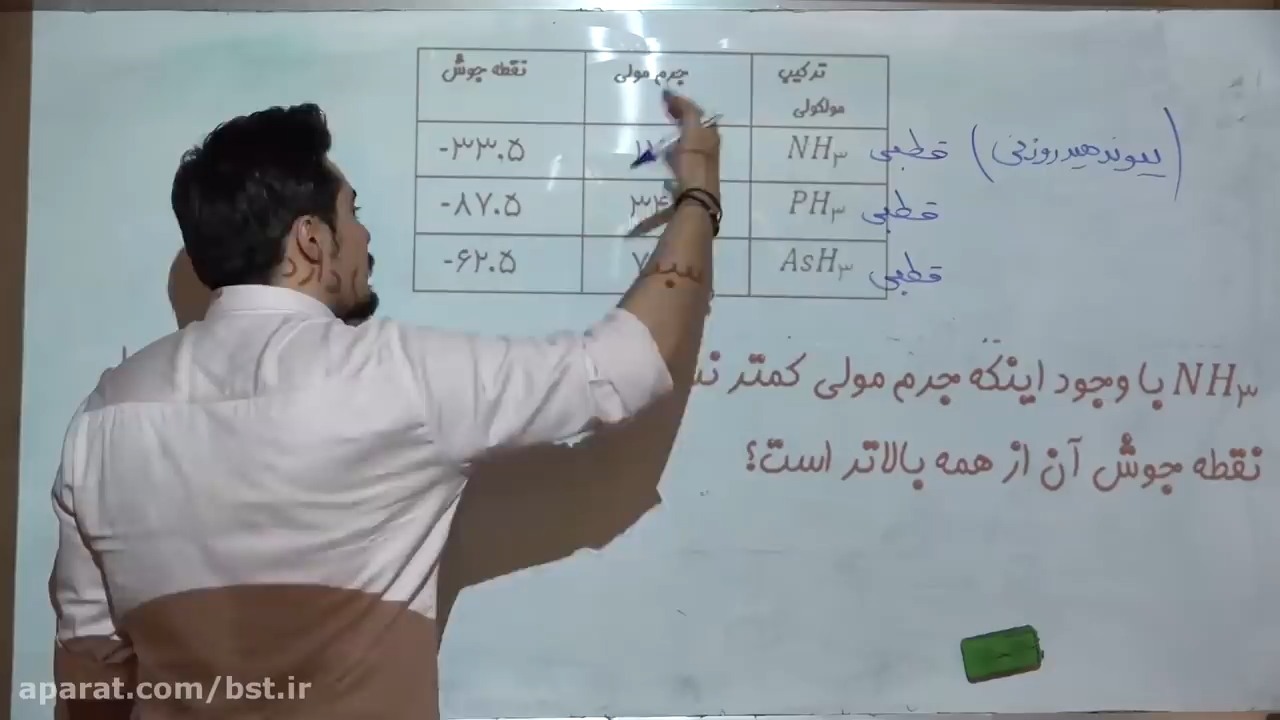 ترکیب مولکولی جرم مولی نقطه جوش
NH۳ -۳۳.۵
PH۳ ۳۴ -۸۷.۵
AsH۳ -۶۲.۵
قطبی (پیوند هیدروژنی)
قطبی
قطبی
NH۳ با وجود اینکه جرم مولی کمتر
نقطه جوش آن از همه بالاتر است؟
aparat.com/bst.ir